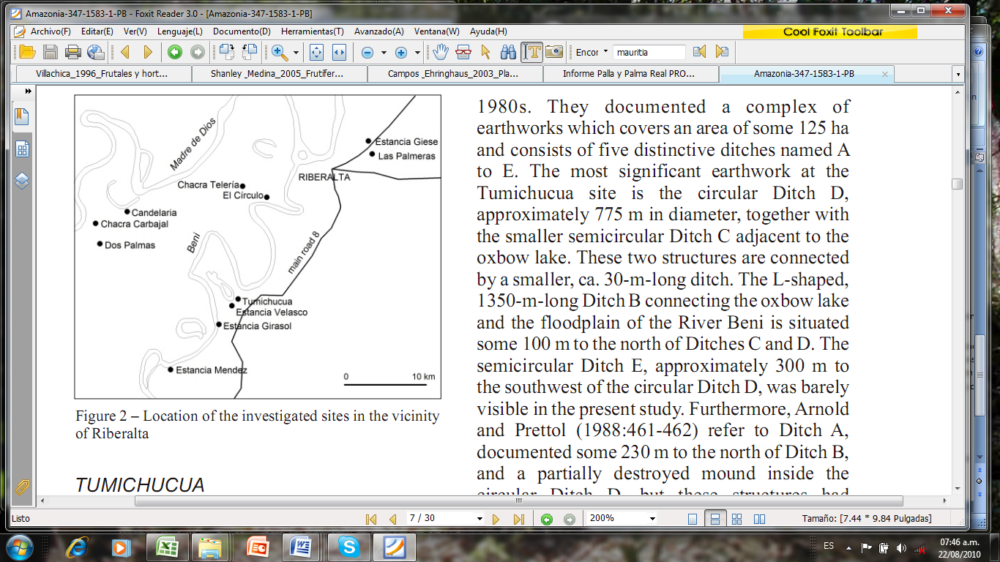 Amazonia-347-1583-1-PB - Foxit Reader 3.0 - [Amazonia-347-1583-1-PB]
Archivo(F) Editar(E) Ver(V) Lenguaje(L) Documento(D) Herramientas(T) Avanzado(A) Ventana(W) Ayuda(H)
Cool Foxit Toolbar
Encor mauritia
Villachica_1996_Frutales y hort... Shanley _Medina_2005_Frutífer... Campos _Ehringhaus_2003_Pla... Informe Palla y Palma Real PRO... Amazonia-347-1583-1-PB
Madre de Dios
Estancia Giese
Las Palmeras
RIBERALTA
Chacra Telería
El Círculo
Candelaria
Chacra Carbajal
Dos Palmas
Beni
main road 8
Tumichucua
Estancia Velasco
Estancia Girasol
Estancia Mendez
0 10 km
Figure 2 – Location of the investigated sites in the vicinity
of Riberalta
TUMICHUCUA
1980s. They documented a complex of
earthworks which covers an area of some 125 ha
and consists of five distinctive ditches named A
to E. The most significant earthwork at the
Tumichucua site is the circular Ditch D,
approximately 775 m in diameter, together with
the smaller semicircular Ditch C adjacent to the
oxbow lake. These two structures are connected
by a smaller, ca. 30-m-long ditch. The L-shaped,
1350-m-long Ditch B connecting the oxbow lake
and the floodplain of the River Beni is situated
some 100 m to the north of Ditches C and D. The
semicircular Ditch E, approximately 300 m to
the southwest of the circular Ditch D, was barely
visible in the present study. Furthermore, Arnold
and Prettol (1988:461-462) refer to Ditch A,
documented some 230 m to the north of Ditch B,
and a partially destroyed mound inside the
circular Ditch D, but these structures had
Listo
7 / 30
200%
Tamaño: [7.44 * 9.84 Pulgadas]
ES
07:46 a.m.
22/08/2010